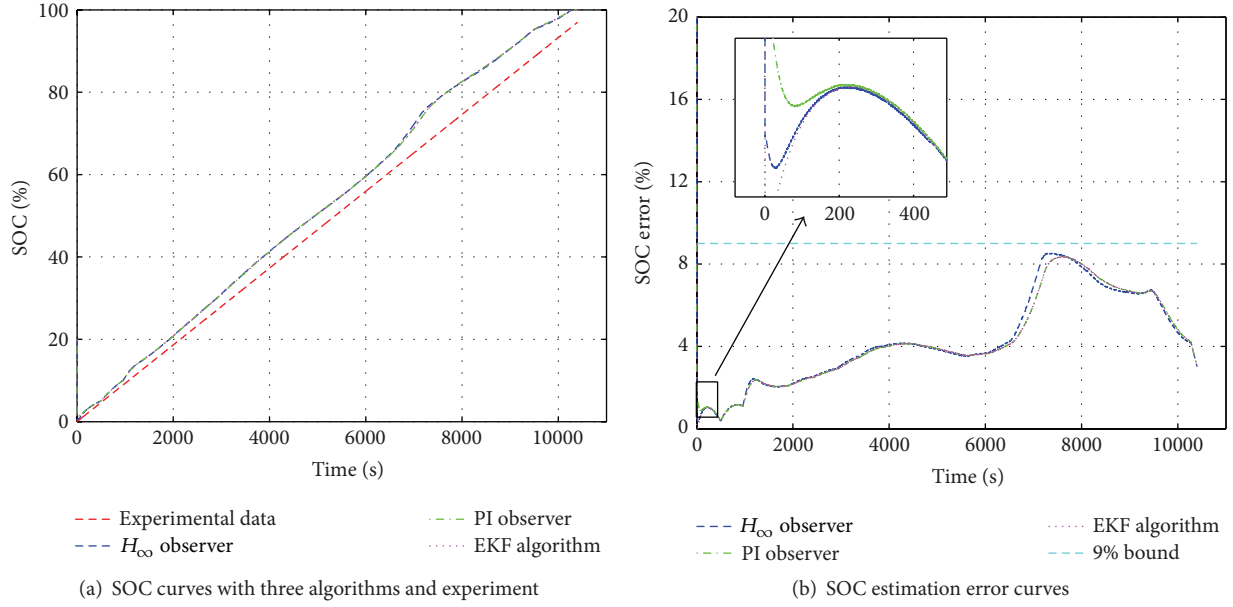 100
80
60
40
20
0
SOC (%)
0 2000 4000 6000 8000 10000
Time (s)
Experimental data
H∞ observer
PI observer
EKF algorithm
(a) SOC curves with three algorithms and experiment
20
16
12
8
4
0
SOC error (%)
0 200 400
0 2000 4000 6000 8000 10000
Time (s)
H∞ observer
PI observer
EKF algorithm
9% bound
(b) SOC estimation error curves